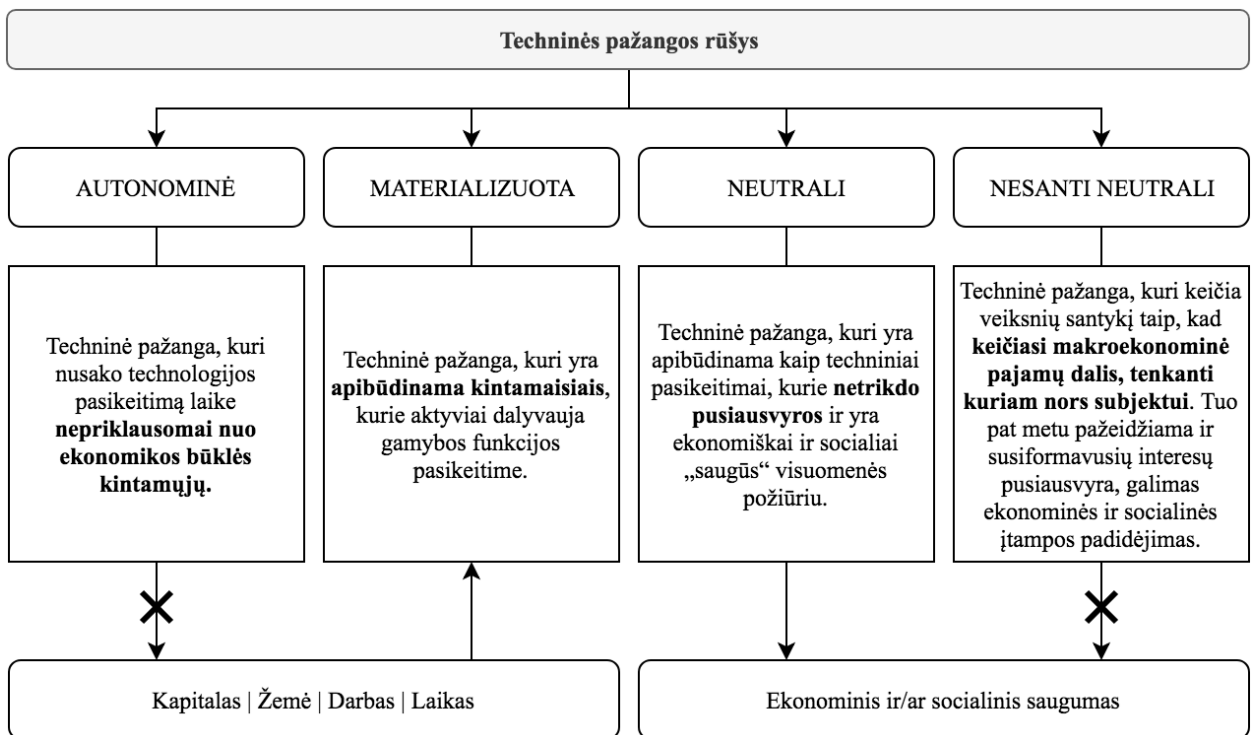 Techninės pažangos rūšys
AUTONOMINĖ
MATERIALIZUOTA
NEUTRALI
NESANTI NEUTRALI
Techninė pažanga, kuri
nusako technologijos
pasikeitimą laike
nepriklausomai nuo
ekonomikos būklės
kintamųjų.
Techninė pažanga, kuri yra
apibūdinama kintamaisiais,
kurie aktyviai dalyvauja
gamybos funkcijos
pasikeitime.
Techninė pažanga, kuri yra
apibūdinama kaip techniniai
pasikeitimai, kurie netrikdo
pusiausvyros ir yra
ekonomiškai ir socialiai
„saugūs“ visuomenės
požiūriu.
Techninė pažanga, kuri keičia
veiksnių santykį taip, kad
keičiasi makroekonominė
pajamų dalis, tenkanti
kuriam nors subjektui. Tuo
pat metu pažeidžiama ir
susiformavusių interesų
pusiausvyra, galimas
ekonominės ir socialinės
įtampos padidėjimas.
Kapitalas | Žemė | Darbas | Laikas
Ekonominis ir/ar socialinis saugumas